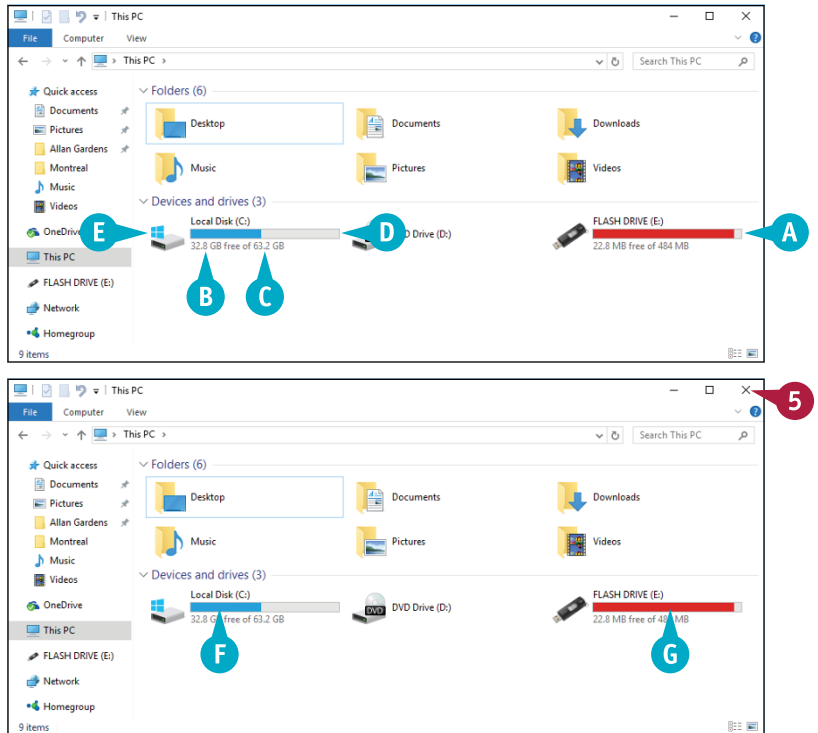 This PC
File Computer View
This PC
Search This PC
Quick access
Documents
Pictures
Allan Gardens
Montreal
Music
Videos
OneDrive
This PC
FLASH DRIVE (E:)
Network
Homegroup
9 items
Folders (6)
Desktop
Documents
Downloads
Music
Pictures
Videos
Devices and drives (3)
Local Disk (C:)
32.8 GB free of 63.2 GB
Drive (D:)
FLASH DRIVE (E:)
22.8 MB free of 484 MB
E
D
A
B
C
This PC
5
File Computer View
This PC
Search This PC
Quick access
Documents
Pictures
Allan Gardens
Montreal
Music
Videos
OneDrive
This PC
FLASH DRIVE (E:)
Network
Homegroup
9 items
Folders (6)
Desktop
Documents
Downloads
Music
Pictures
Videos
Devices and drives (3)
Local Disk (C:)
32.8 G free of 63.2 GB
DVD
DVD Drive (D:)
FLASH DRIVE (E:)
22.8 MB free of MB
F
G